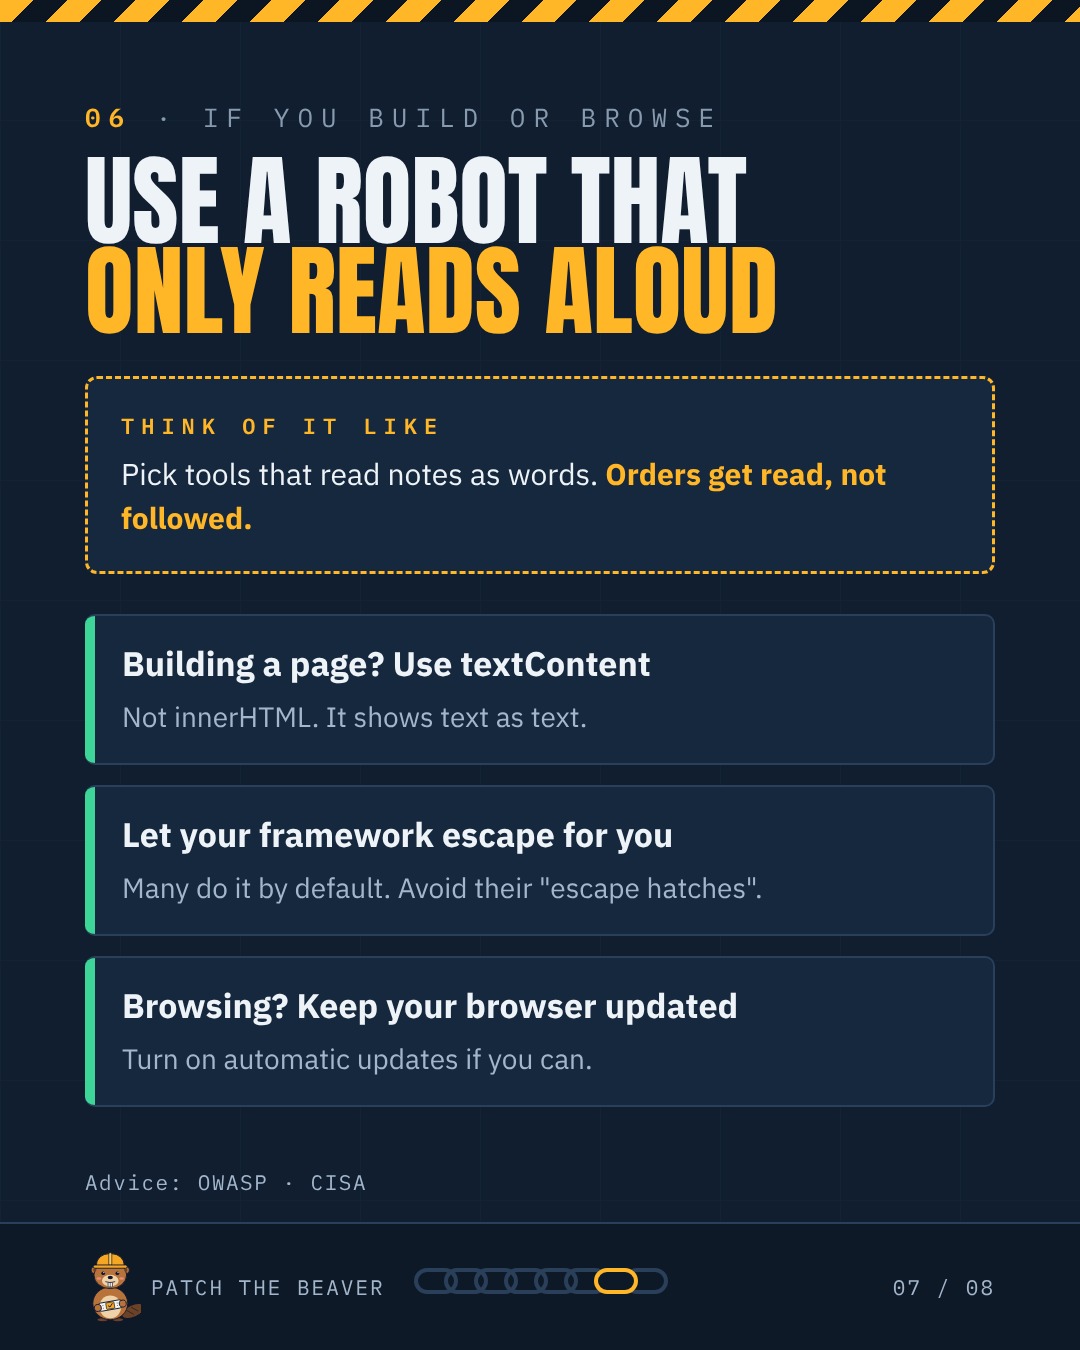 06 · IF YOU BUILD OR BROWSE
USE A ROBOT THAT
ONLY READS ALOUD
THINK OF IT LIKE
Pick tools that read notes as words. Orders get read, not
followed.
Building a page? Use textContent
Not innerHTML. It shows text as text.
Let your framework escape for you
Many do it by default. Avoid their "escape hatches".
Browsing? Keep your browser updated
Turn on automatic updates if you can.
Advice: OWASP · CISA
PATCH THE BEAVER
07 / 08